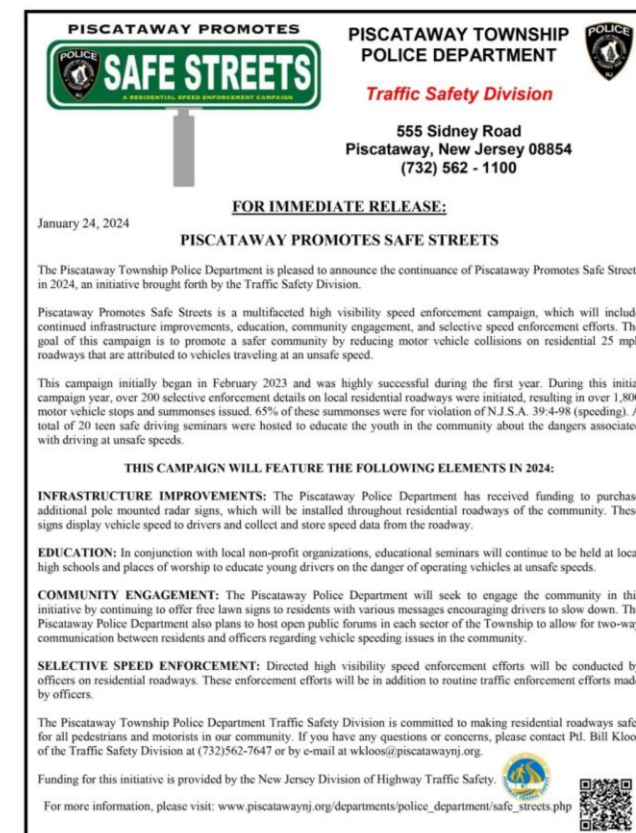 PISCATAWAY PROMOTES
POLICE
SAFE STREETS
A RESIDENTIAL SPEED ENFORCEMENT CAMPAIGN
PISCATAWAY TOWNSHIP
POLICE DEPARTMENT
POLICE
NJ
Traffic Safety Division
555 Sidney Road
Piscataway, New Jersey 08854
(732) 562 - 1100
FOR IMMEDIATE RELEASE:
January 24, 2024
PISCATAWAY PROMOTES SAFE STREETS
The Piscataway Township Police Department is pleased to announce the continuance of Piscataway Promotes Safe Street
in 2024, an initiative brought forth by the Traffic Safety Division.
Piscataway Promotes Safe Streets is a multifaceted high visibility speed enforcement campaign, which will include
continued infrastructure improvements, education, community engagement, and selective speed enforcement efforts. The
goal of this campaign is to promote a safer community by reducing motor vehicle collisions on residential 25 mph
roadways that are attributed to vehicles traveling at an unsafe speed.
This campaign initially began in February 2023 and was highly successful during the first year. During this initia
campaign year, over 200 selective enforcement details on local residential roadways were initiated, resulting in over 1,800
motor vehicle stops and summonses issued. 65% of these summonses were for violation of N.J.S.A. 39:4-98 (speeding). A
total of 20 teen safe driving seminars were hosted to educate the youth in the community about the dangers associated
with driving at unsafe speeds.
THIS CAMPAIGN WILL FEATURE THE FOLLOWING ELEMENTS IN 2024:
INFRASTRUCTURE IMPROVEMENTS: The Piscataway Police Department has received funding to purchase
additional pole mounted radar signs, which will be installed throughout residential roadways of the community. These
signs display vehicle speed to drivers and collect and store speed data from the roadway.
EDUCATION: In conjunction with local non-profit organizations, educational seminars will continue to be held at loca
high schools and places of worship to educate young drivers on the danger of operating vehicles at unsafe speeds.
COMMUNITY ENGAGEMENT: The Piscataway Police Department will seek to engage the community in thi
initiative by continuing to offer free lawn signs to residents with various messages encouraging drivers to slow down. Th
Piscataway Police Department also plans to host open public forums in each sector of the Township to allow for two-way
communication between residents and officers regarding vehicle speeding issues in the community.
SELECTIVE SPEED ENFORCEMENT: Directed high visibility speed enforcement efforts will be conducted by
officers on residential roadways. These enforcement efforts will be in addition to routine traffic enforcement efforts made
by officers.
The Piscataway Township Police Department Traffic Safety Division is committed to making residential roadways safe
for all pedestrians and motorists in our community. If you have any questions or concerns, please contact Ptl. Bill Kloo
of the Traffic Safety Division at (732)562-7647 or by e-mail at wkloos@piscatawaynj.org.
Funding for this initiative is provided by the New Jersey Division of Highway Traffic Safety.
For more information, please visit: www.piscatawaynj.org/departments/police_department/safe_streets.php